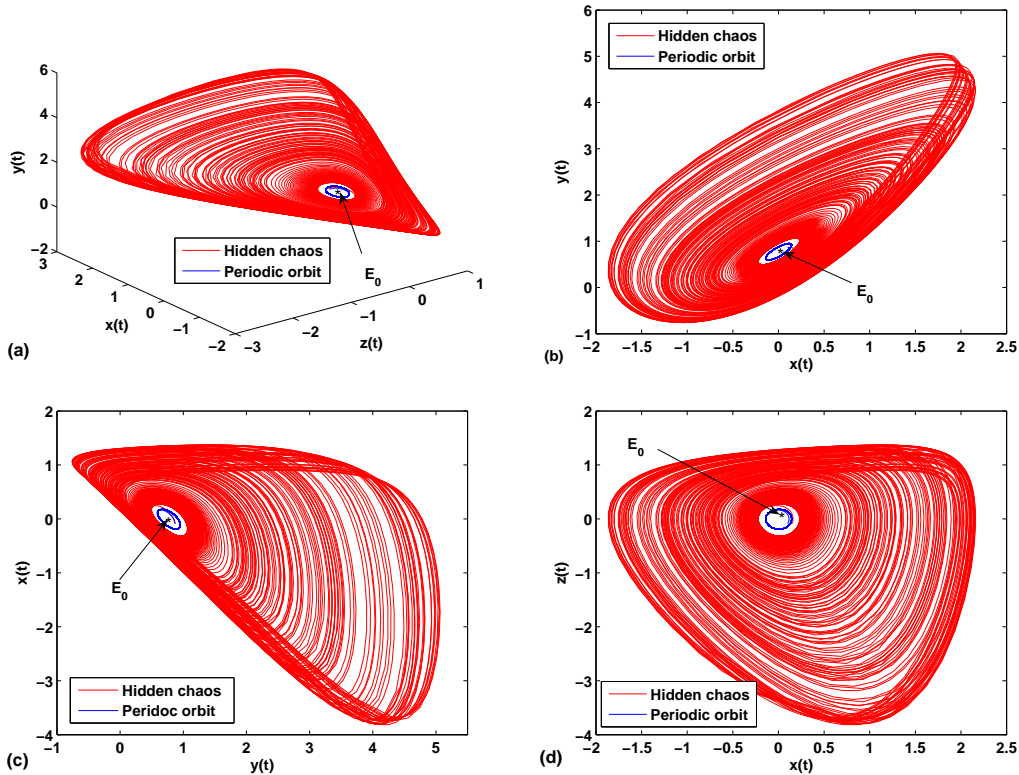 (a)
6
4
2
0
−2
y(t)
3
2
1
0
−1
−2
x(t)
−3
−2
−1
0
1
z(t)
Hidden chaos
Periodic orbit
E0
(b)
6
5
4
3
2
1
0
−1
y(t)
−2
−1.5
−1
−0.5
0
0.5
1
1.5
2
2.5
x(t)
Hidden chaos
Periodic orbit
E0
(c)
2
1
0
−1
−2
−3
−4
x(t)
−1
0
1
2
3
4
5
y(t)
E0
Hidden chaos
Peridoc orbit
(d)
2
1
0
−1
−2
−3
−4
z(t)
−2
−1.5
−1
−0.5
0
0.5
1
1.5
2
2.5
x(t)
E0
Hidden chaos
Periodic orbit